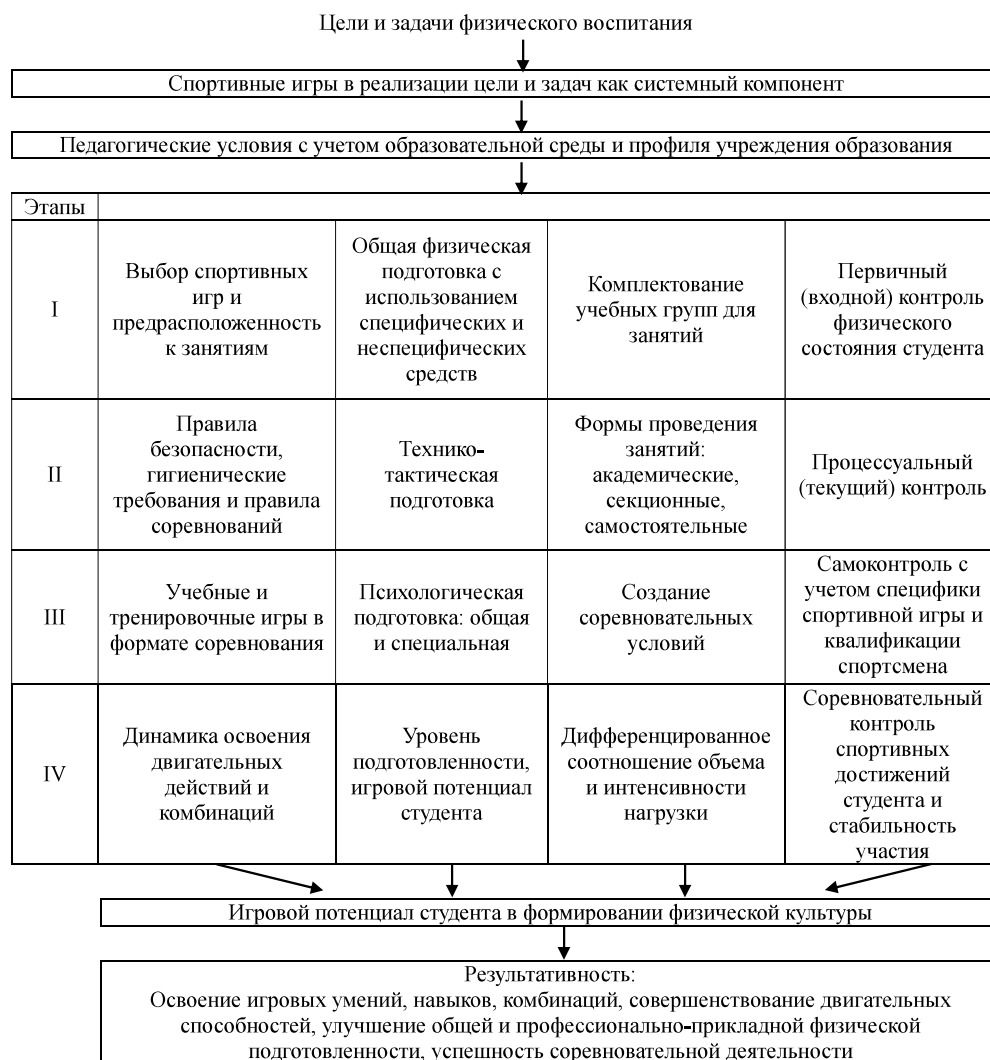 Цели и задачи физического воспитания
Спортивные игры в реализации цели и задач как системный компонент
Педагогические условия с учетом образовательной среды и профиля учреждения образования
Этапы
I
Выбор спортивных
игр и
предрасположенность
к занятиям
Общая физическая
подготовка с
использованием
специфических и
неспецифических
средств
Комплектование
учебных групп для
занятий
Первичный
(входной) контроль
физического
состояния студента
II
Правила
безопасности,
гигиенические
требования и правила
соревнований
Технико-
тактическая
подготовка
Формы проведения
занятий:
академические,
секционные,
самостоятельные
Процессуальный
(текущий) контроль
III
Учебные и
тренировочные игры в
формате соревнования
Психологическая
подготовка: общая
и специальная
Создание
соревновательных
условий
Самоконтроль с
учетом специфики
спортивной игры и
квалификации
спортсмена
IV
Динамика освоения
двигательных
действий и
комбинаций
Уровень
подготовленности,
игровой потенциал
студента
Дифференцированное
соотношение объема
и интенсивности
нагрузки
Соревновательный
контроль
спортивных
достижений
студента и
стабильность
участия
Игровой потенциал студента в формировании физической культуры
Результативность:
Освоение игровых умений, навыков, комбинаций, совершенствование двигательных
способностей, улучшение общей и профессионально-прикладной физической
подготовленности, успешность соревновательной деятельности